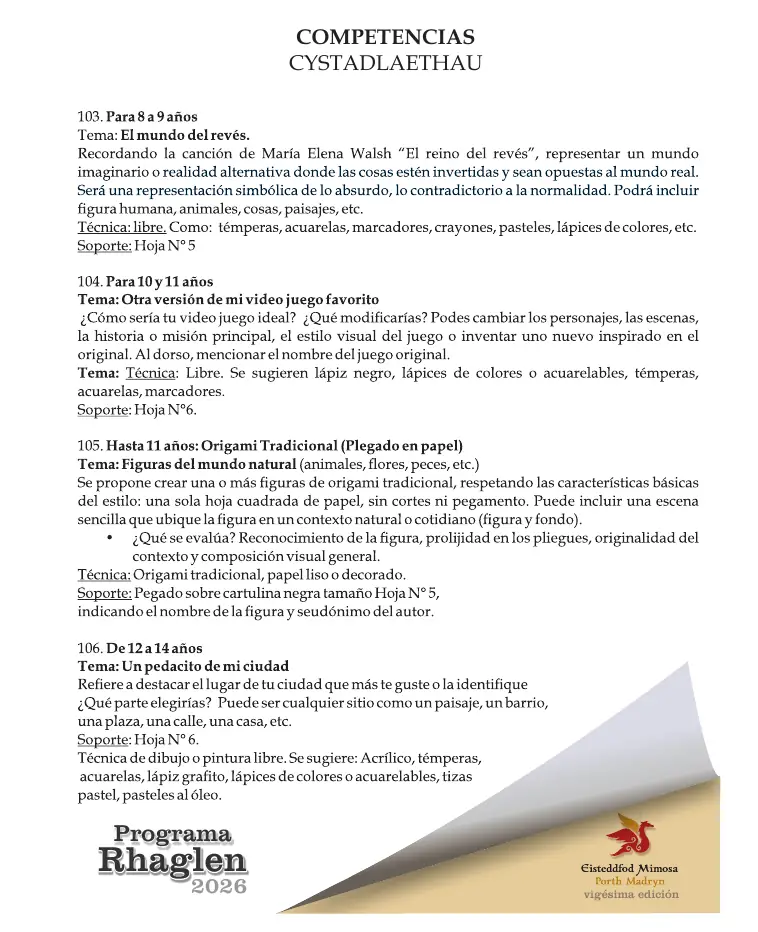 COMPETENCIAS
CYSTADLAETHAU
103. Para 8 a 9 años
Tema: El mundo del revés.
Recordando la canción de María Elena Walsh “El reino del revés”, representar un mundo
imaginario o realidad alternativa donde las cosas estén invertidas y sean opuestas al mundo real.
Será una representación simbólica de lo absurdo, lo contradictorio a la normalidad. Podrá incluir
figura humana, animales, cosas, paisajes, etc.
Técnica: libre. Como: témperas, acuarelas, marcadores, crayones, pasteles, lápices de colores, etc.
Soporte: Hoja N° 5
104. Para 10 y 11 años
Tema: Otra versión de mi video juego favorito
¿Cómo sería tu video juego ideal? ¿Qué modificarías? Podes cambiar los personajes, las escenas,
la historia o misión principal, el estilo visual del juego o inventar uno nuevo inspirado en el
original. Al dorso, mencionar el nombre del juego original.
Tema: Técnica: Libre. Se sugieren lápiz negro, lápices de colores o acuarelables, témperas,
acuarelas, marcadores.
Soporte: Hoja N°6.
105. Hasta 11 años: Origami Tradicional (Plegado en papel)
Tema: Figuras del mundo natural (animales, flores, peces, etc.)
Se propone crear una o más figuras de origami tradicional, respetando las características básicas
del estilo: una sola hoja cuadrada de papel, sin cortes ni pegamento. Puede incluir una escena
sencilla que ubique la figura en un contexto natural o cotidiano (figura y fondo).
• ¿Qué se evalúa? Reconocimiento de la figura, prolijidad en los pliegues, originalidad del
contexto y composición visual general.
Técnica: Origami tradicional, papel liso o decorado.
Soporte: Pegado sobre cartulina negra tamaño Hoja N° 5,
indicando el nombre de la figura y seudónimo del autor.
106. De 12 a 14 años
Tema: Un pedacito de mi ciudad
Refiere a destacar el lugar de tu ciudad que más te guste o la identifique
¿Qué parte elegirías? Puede ser cualquier sitio como un paisaje, un barrio,
una plaza, una calle, una casa, etc.
Soporte: Hoja N° 6.
Técnica de dibujo o pintura libre. Se sugiere: Acrílico, témperas,
acuarelas, lápiz grafito, lápices de colores o acuarelables, tizas
pastel, pasteles al óleo.
Programa
Rhaglen
2026
Eisteddfod Mimosa
Porth Madryn
vigésima edición